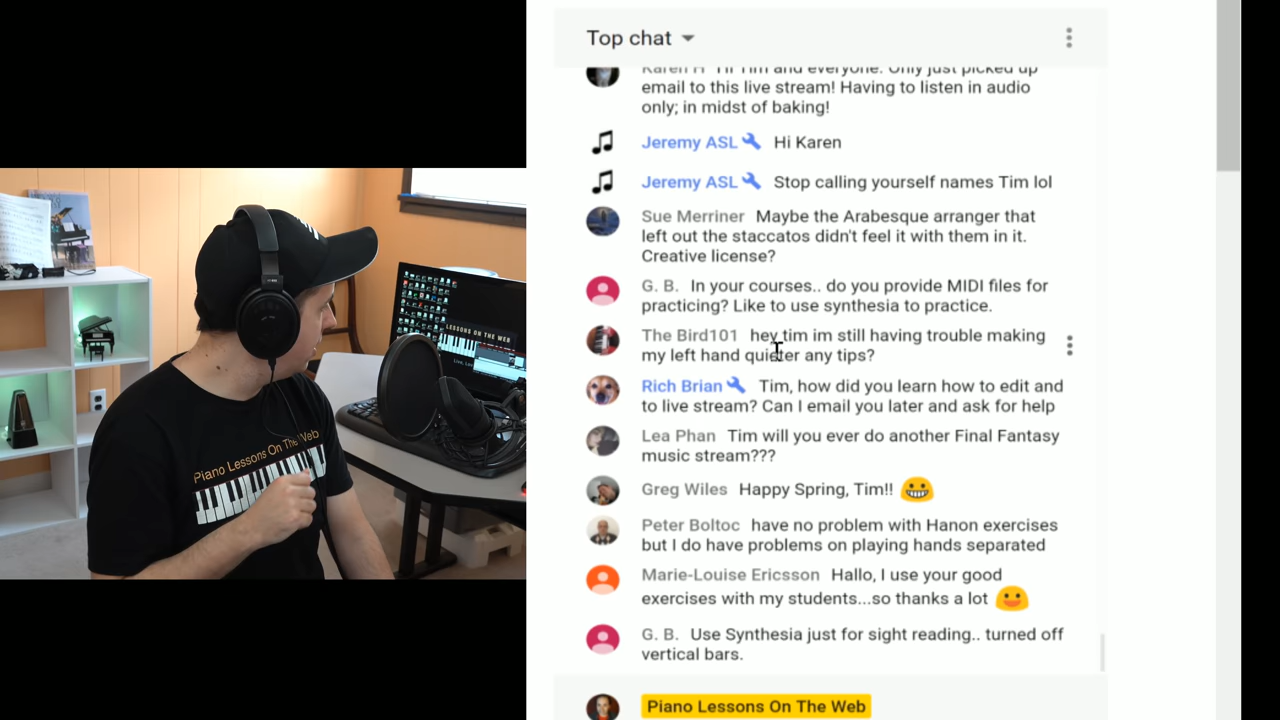 Top chat
Karen H Hi Tim and everyone. Only just picked up
email to this live stream! Having to listen in audio
only; in midst of baking!
Jeremy ASL Hi Karen
Jeremy ASL Stop calling yourself names Tim lol
Sue Merriner Maybe the Arabesque arranger that
left out the staccatos didn't feel it with them in it.
Creative license?
G. B. In your courses.. do you provide MIDI files for
practicing? Like to use synthesia to practice.
The Bird101 hey tim im still having trouble making
my left hand quieter any tips?
Rich Brian Tim, how did you learn how to edit and
to live stream? Can I email you later and ask for help
Lea Phan Tim will you ever do another Final Fantasy
music stream???
Greg Wiles Happy Spring, Tim!!
Peter Boltoc have no problem with Hanon exercises
but I do have problems on playing hands separated
Marie-Louise Ericsson Hallo, I use your good
exercises with my students...so thanks a lot
G. B. Use Synthesia just for sight reading.. turned off
vertical bars.
Piano Lessons On The Web
Piano Lessons On The Web
LESSONS ON THE WEB